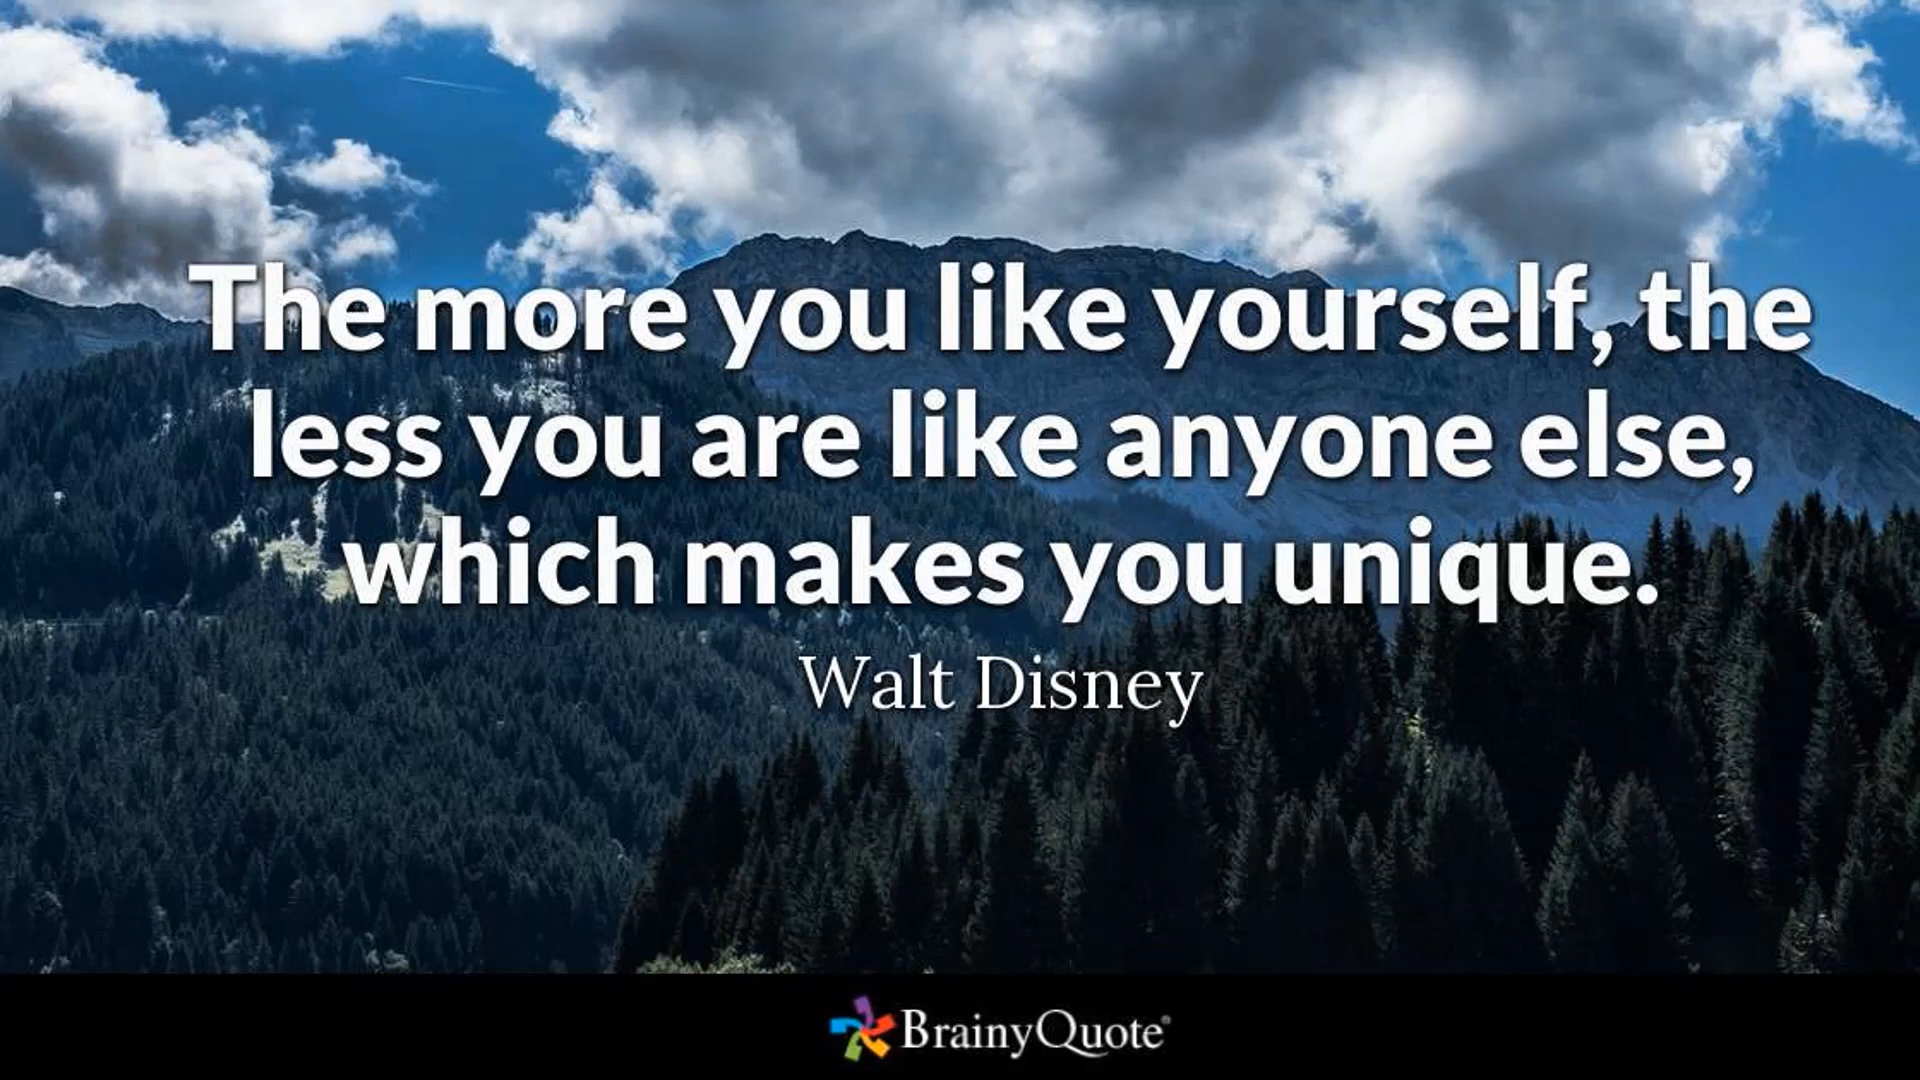 The more you like yourself, the
less you are like anyone else,
which makes you unique.
Walt Disney
BrainyQuote®